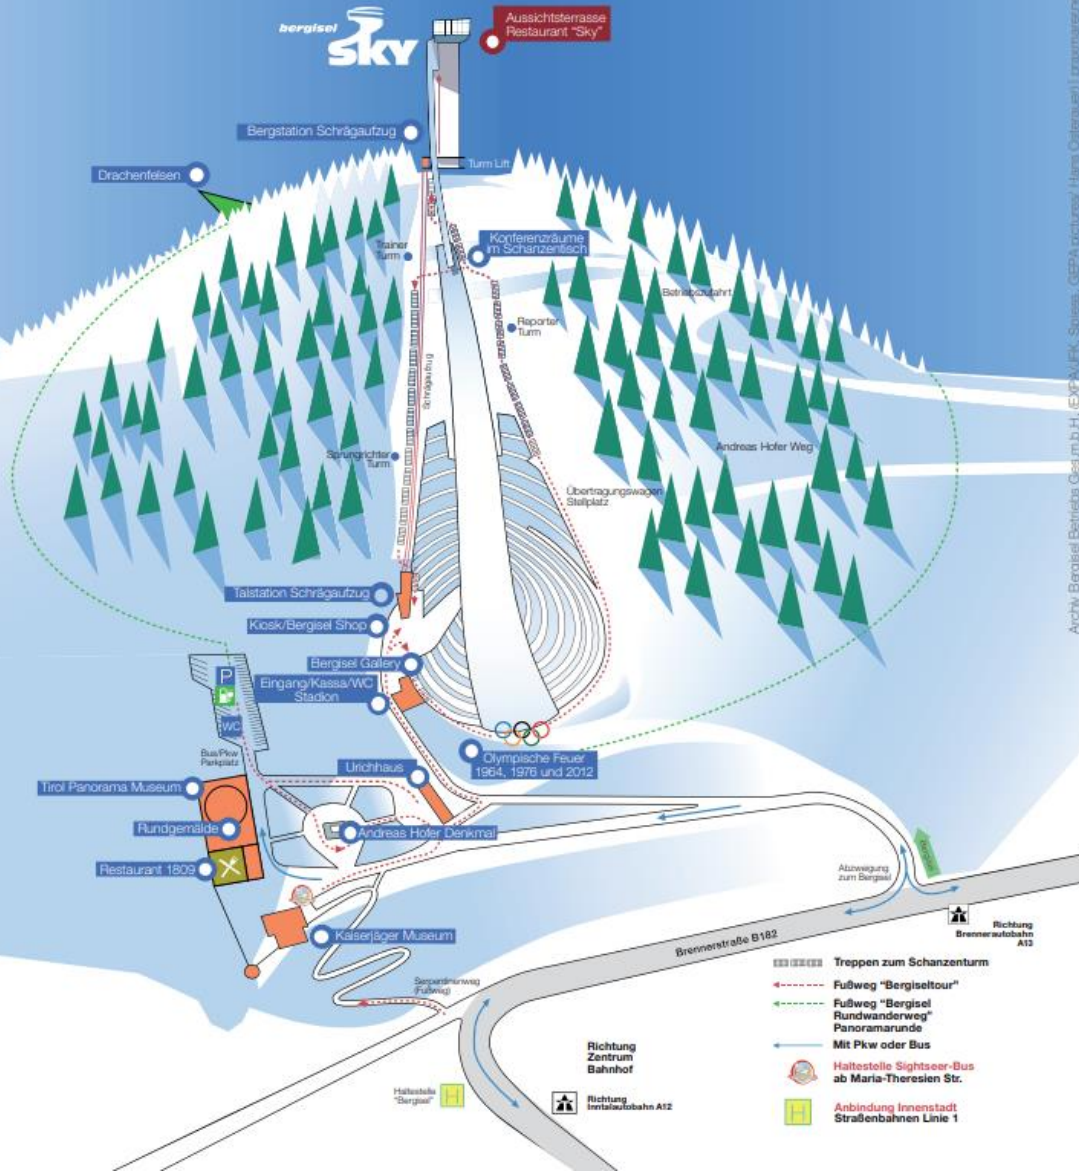 bergisel
SKY
Aussichtsterrasse
Restaurant "Sky"
Bergstation Schrägaufzug
Turm Lift
Drachenfelsen
Trainer
Turm
Konferenzräume
im Schanzentisch
Betriebszufahrt
Reporter
Turm
Schrägaufzug
Andreas Hofer Weg
Sprungrichter
Turm
Übertragungswagen
Stellplatz
Talstation Schrägaufzug
Kiosk/Bergisel Shop
Bergisel Gallery
Eingang/Kassa/WC
Stadion
P
WC
Bus/Pkw
Parkplatz
Olympische Feuer
1964, 1976 und 2012
Urichhaus
Tirol Panorama Museum
Rundgemälde
Andreas Hofer Denkmal
Restaurant 1809
Abzweigung
zum Bergisel
Bergisel
Kaiserjäger Museum
Brennerstraße B182
Richtung
Brennerautobahn
A13
Serpentinenweg
(Fußweg)
Treppen zum Schanzenturm
Fußweg "Bergiseltour"
Fußweg "Bergisel
Rundwanderweg"
Panoramarunde
Mit Pkw oder Bus
Haltestelle Sightseer-Bus
ab Maria-Theresien Str.
Anbindung Innenstadt
Straßenbahnen Linie 1
H
Richtung
Zentrum
Bahnhof
Haltestelle
"Bergisel"
H
Richtung
Inntalautobahn A12
Archiv Bergisel Betriebs Ges.m.b.H.